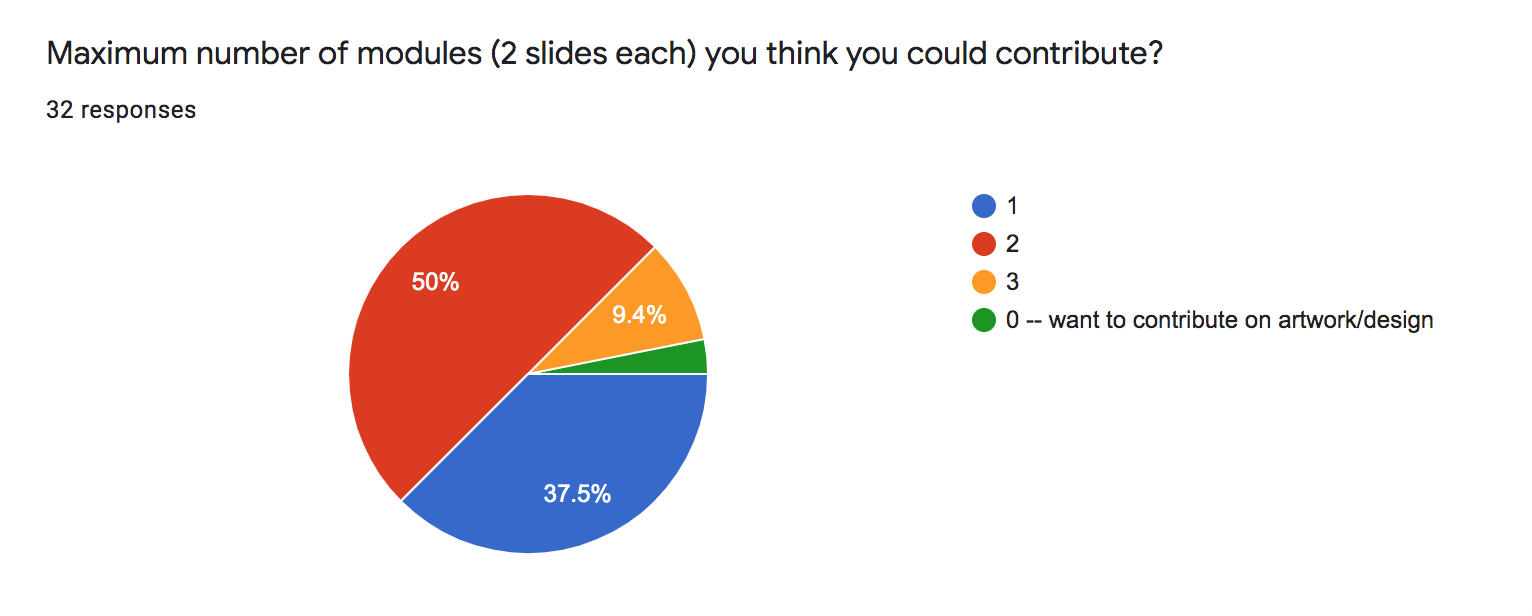 Maximum number of modules (2 slides each) you think you could contribute?
32 responses
50%
9.4%
37.5%
1
2
3
0 -- want to contribute on artwork/design